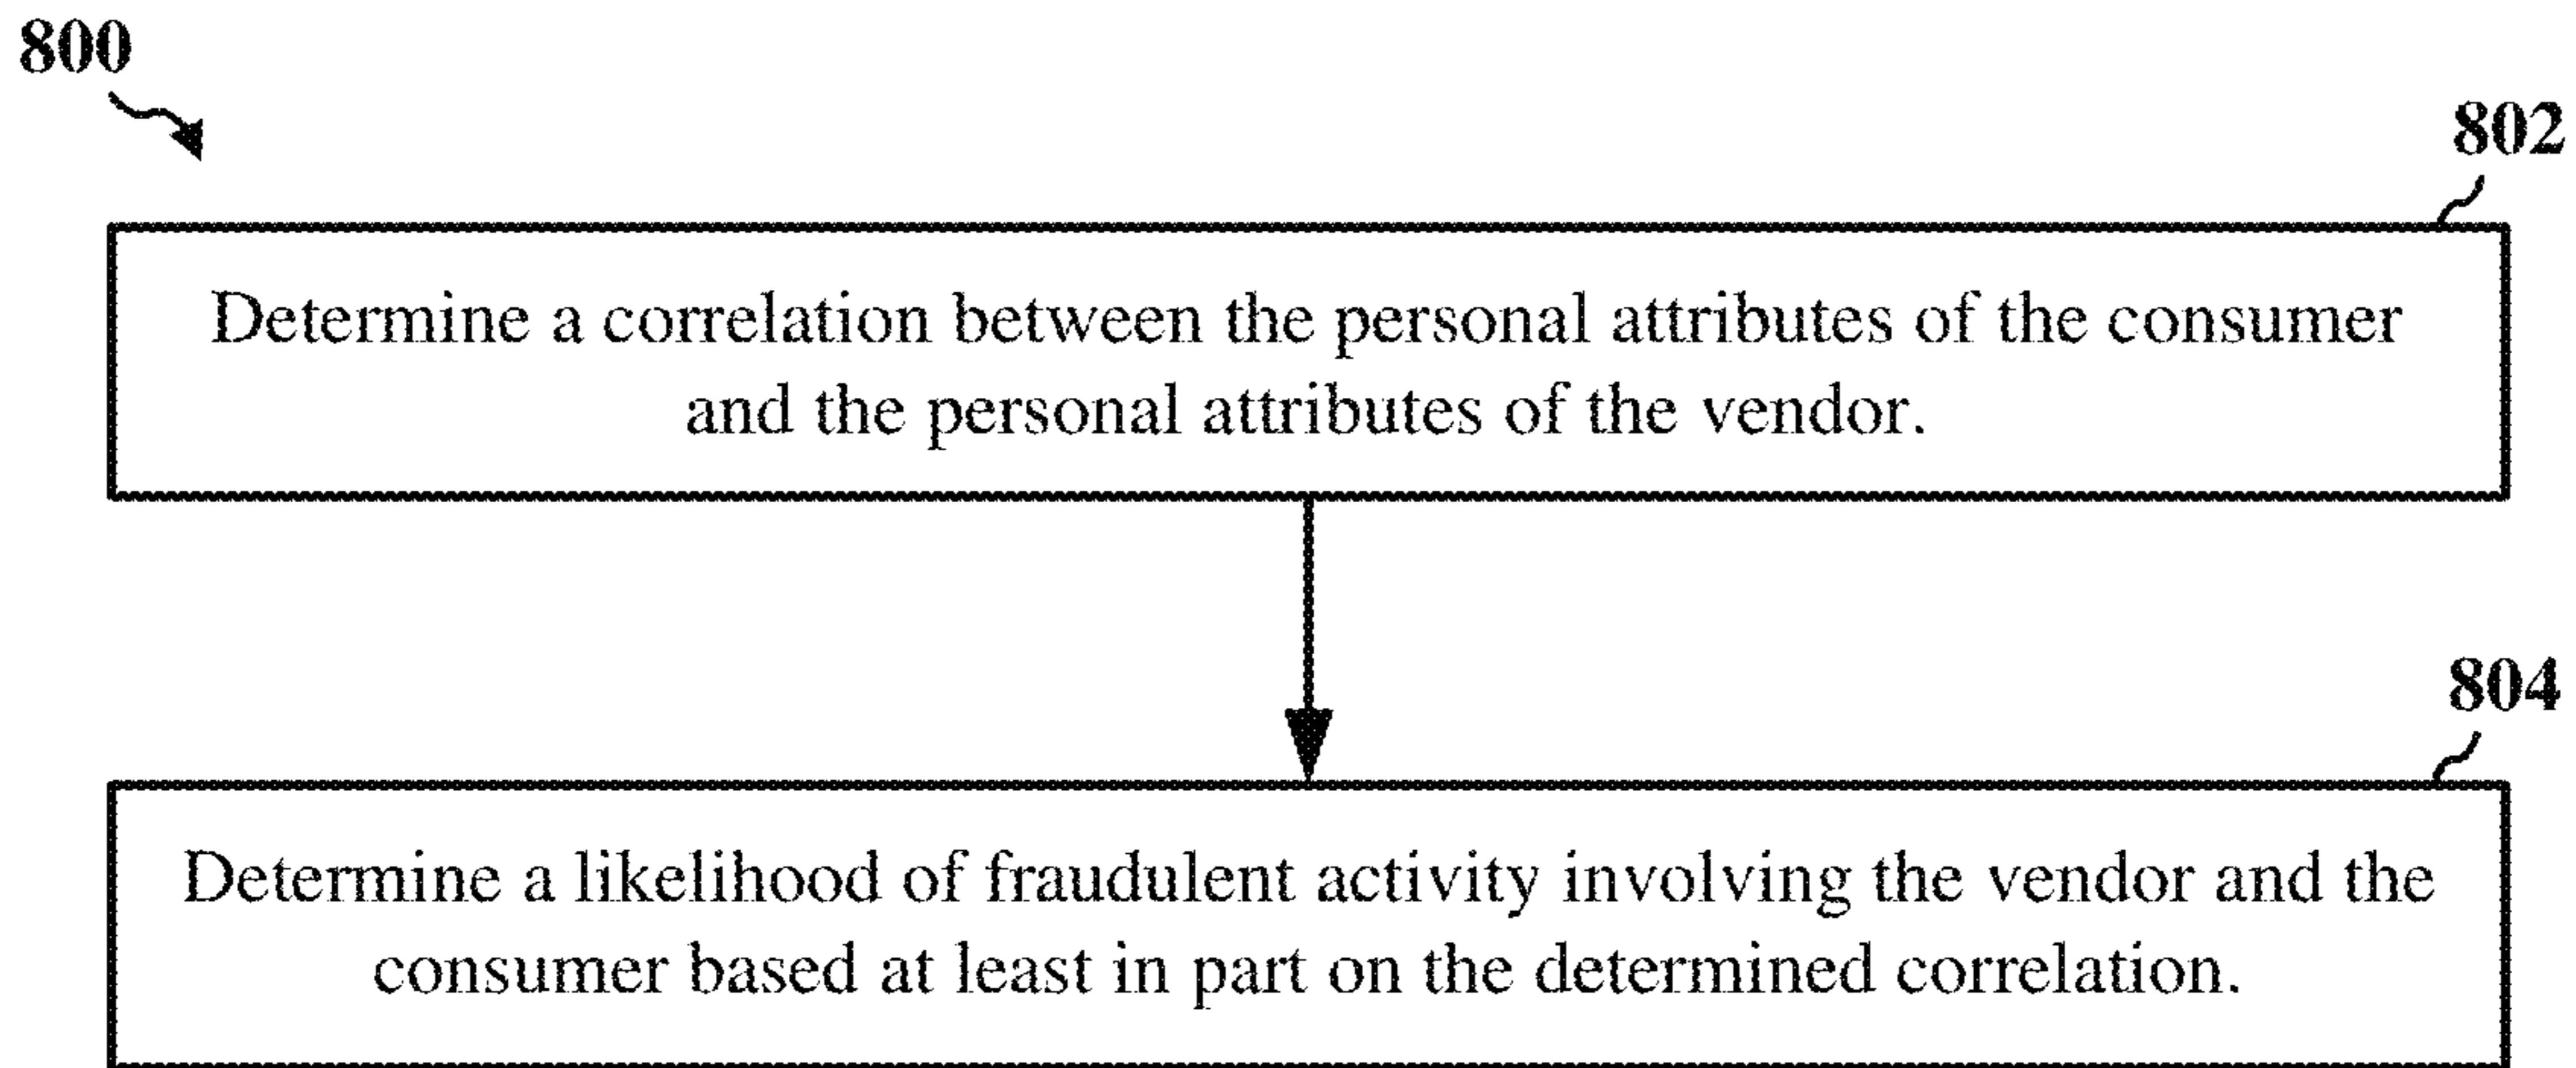 800
802
Determine a correlation between the personal attributes of the consumer
and the personal attributes of the vendor.
804
Determine a likelihood of fraudulent activity involving the vendor and the
consumer based at least in part on the determined correlation.